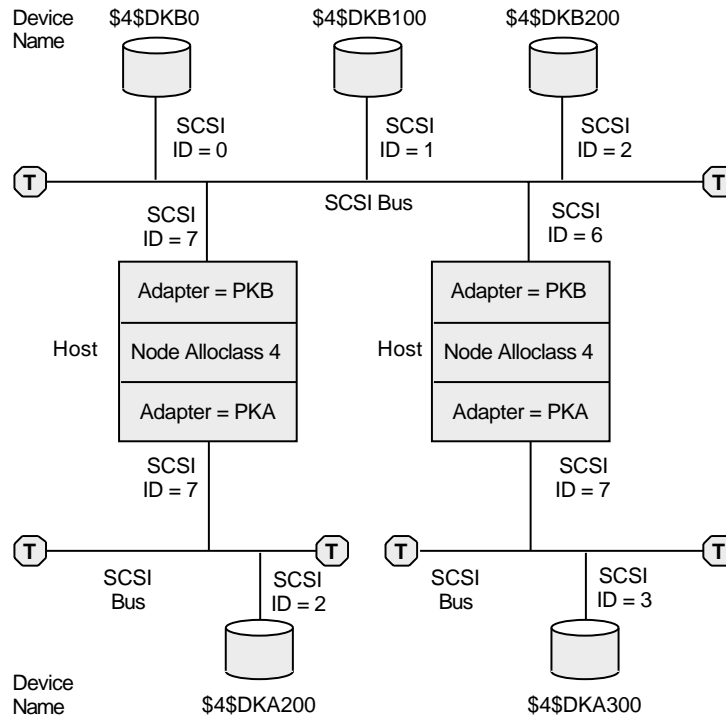 Device
Name
$4$DKB0
$4$DKB100
$4$DKB200
SCSI
ID = 0
SCSI
ID = 1
SCSI
ID = 2
T
T
SCSI Bus
SCSI
ID = 7
SCSI
ID = 6
Adapter = PKB
Adapter = PKB
Host
Node Alloclass 4
Host
Node Alloclass 4
Adapter = PKA
Adapter = PKA
SCSI
ID = 7
SCSI
ID = 7
T
T
T
T
SCSI
Bus
SCSI
ID = 2
SCSI
Bus
SCSI
ID = 3
Device
Name
$4$DKA200
$4$DKA300